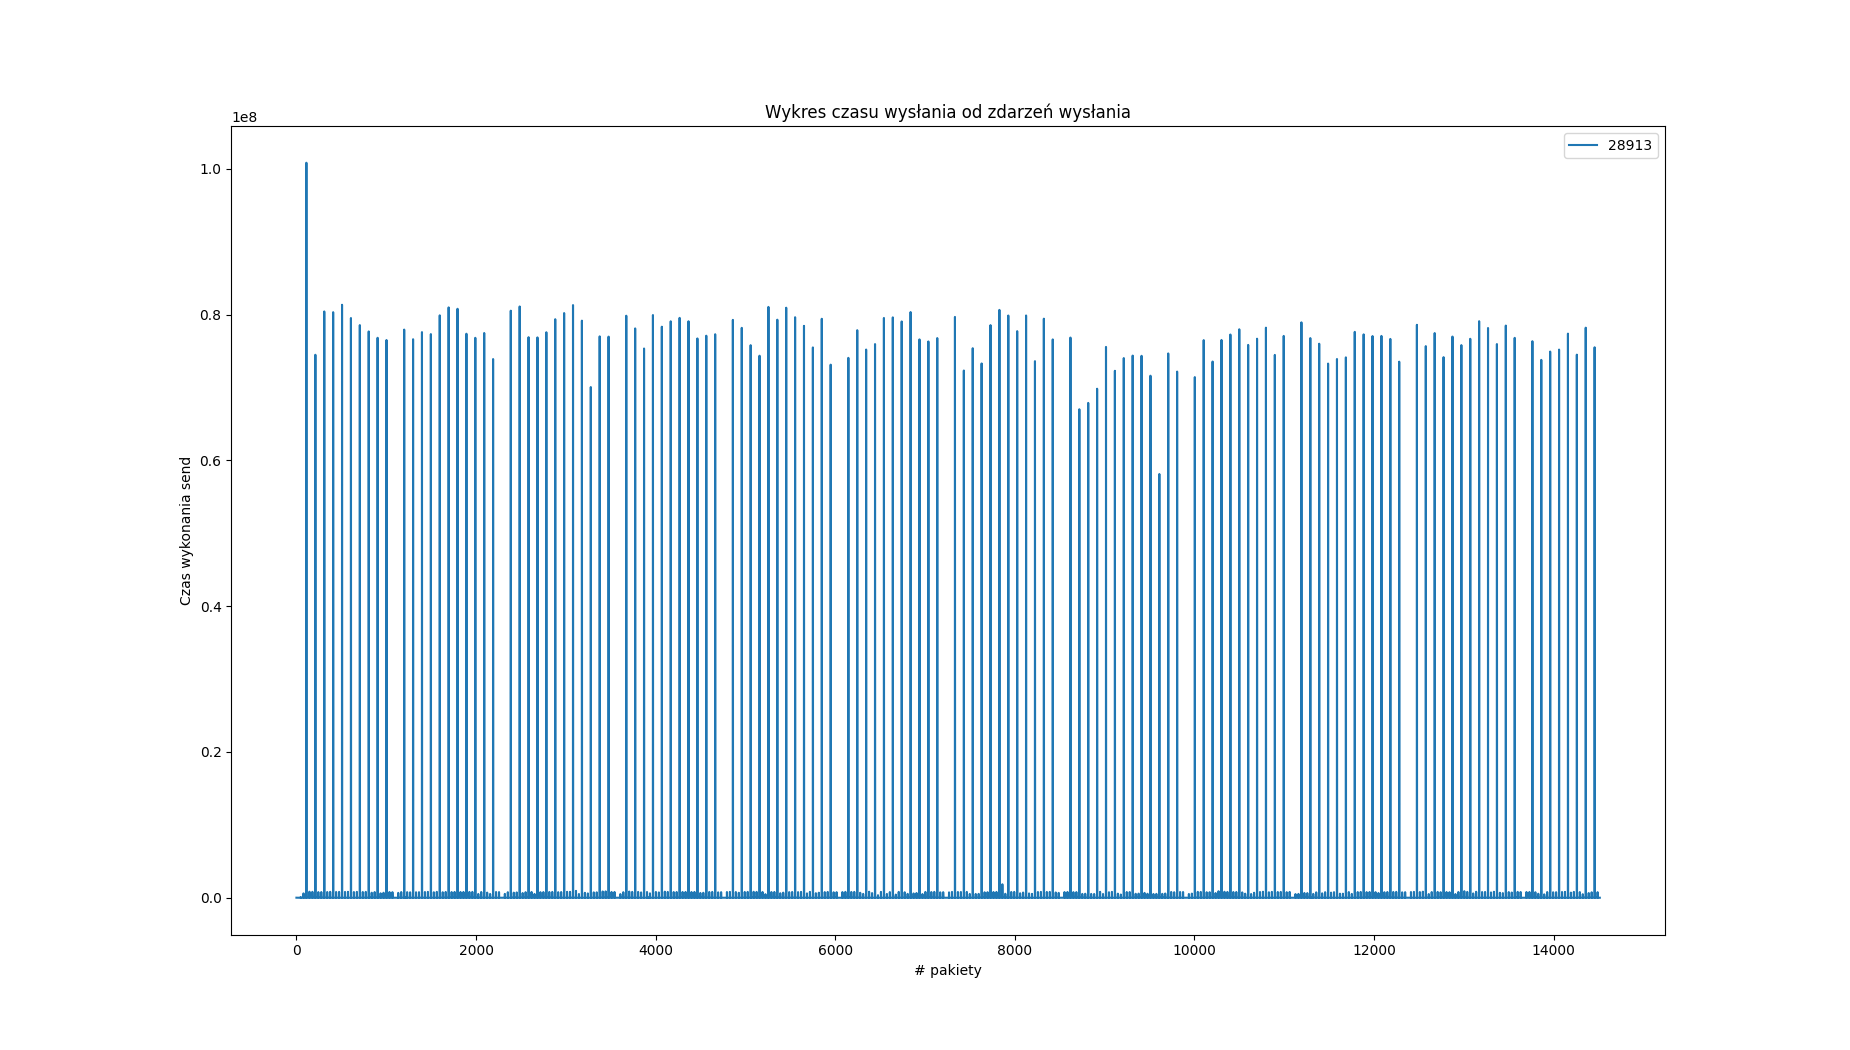 Wykres czasu wysłania od zdarzeń wysłania
1e8
28913
1.0
0.8
0.6
0.4
0.2
0.0
Czas wykonania send
0 2000 4000 6000 8000 10000 12000 14000
# pakiety